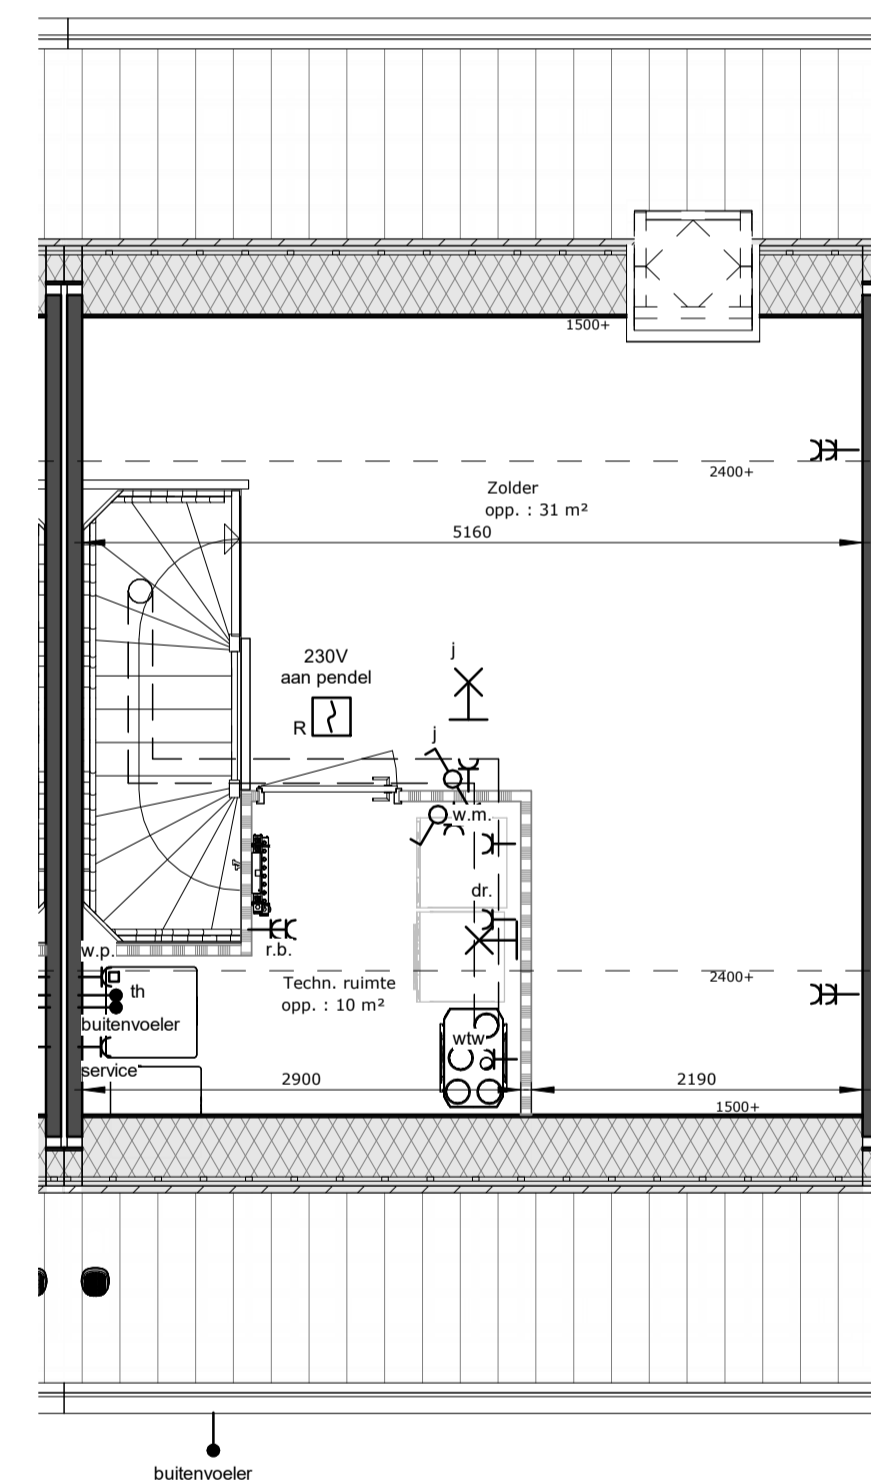 1500+
2400+
Zolder
opp. : 31 m²
5160
j
230V
aan pendel
R
j
w.m.
dr.
w.p.
r.b.
2400+
th
Techn. ruimte
opp. : 10 m²
buitenvoeler
wtw
service
2900
2190
1500+
buitenvoeler